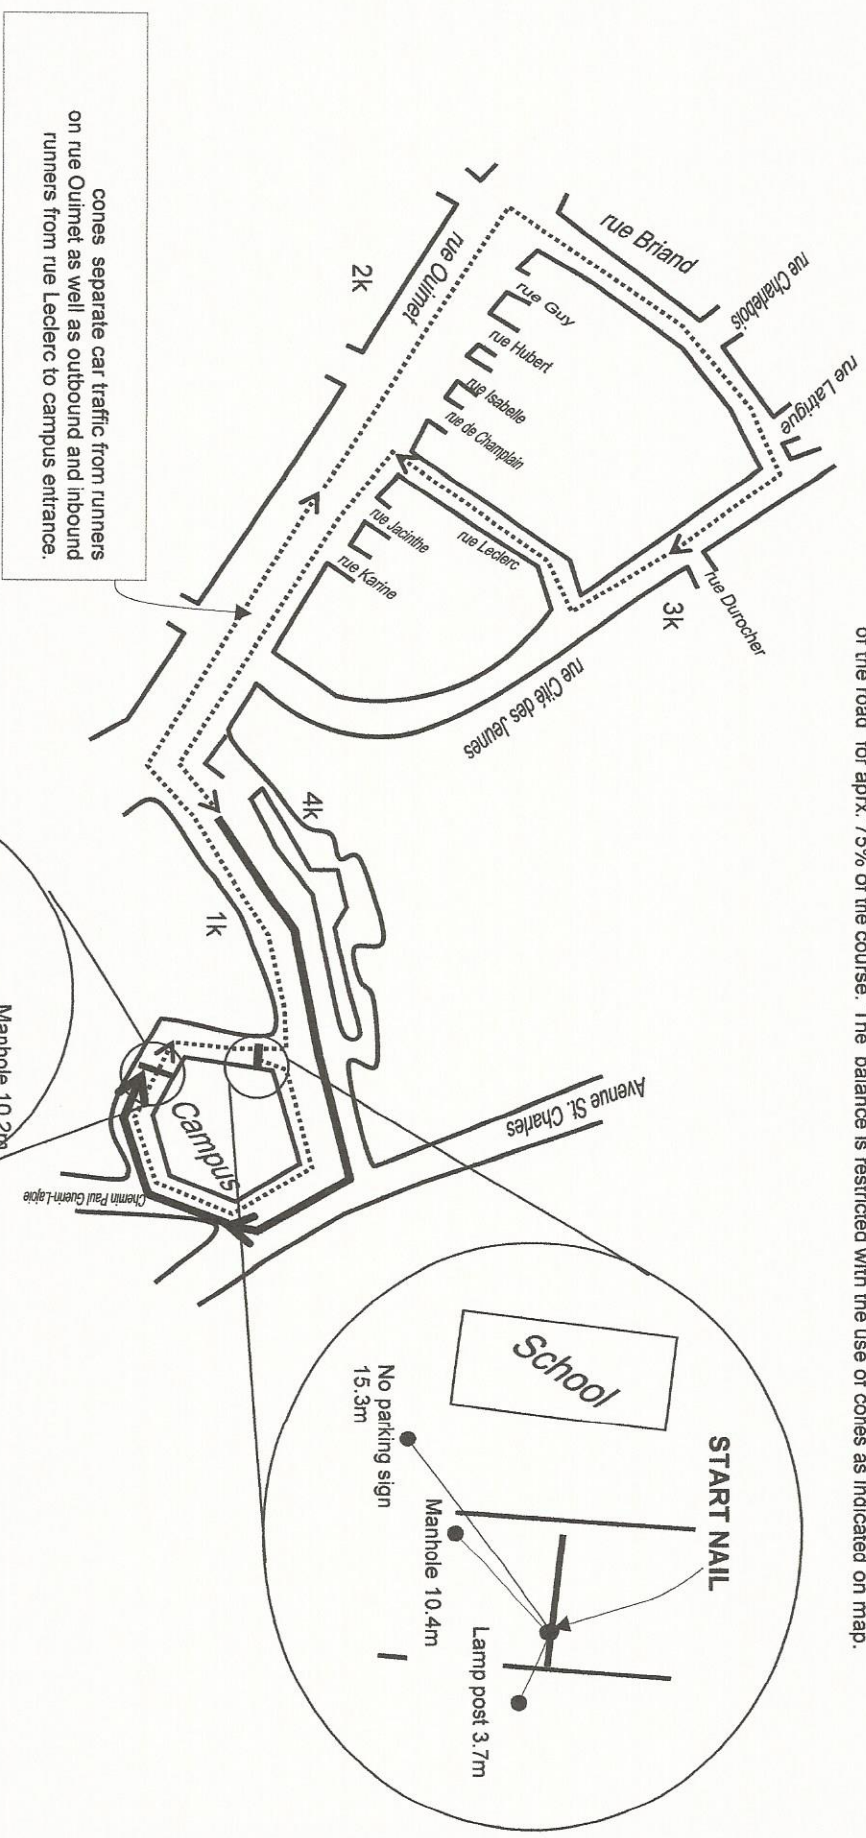 of the road for aprx. 75% of the course. The balance is restricted with the use of cones as indicated on map.
rue Latrigue
rue Charlebois
rue Briand
rue Durocher
3k
rue Guy
rue Hubert
rue Isabelle
rue de Champlain
rue Leclerc
rue Jacinthe
rue Karine
rue Cité des Jeunes
rue Ouimet
2k
4k
1k
Avenue St. Charles
Campus
Chemin Paul Guerin-Lajoie
START NAIL
School
No parking sign
15.3m
Manhole 10.4m
Lamp post 3.7m
Manhole 10.2m
cones separate car traffic from runners
on rue Ouimet as well as outbound and inbound
runners from rue Leclerc to campus entrance.